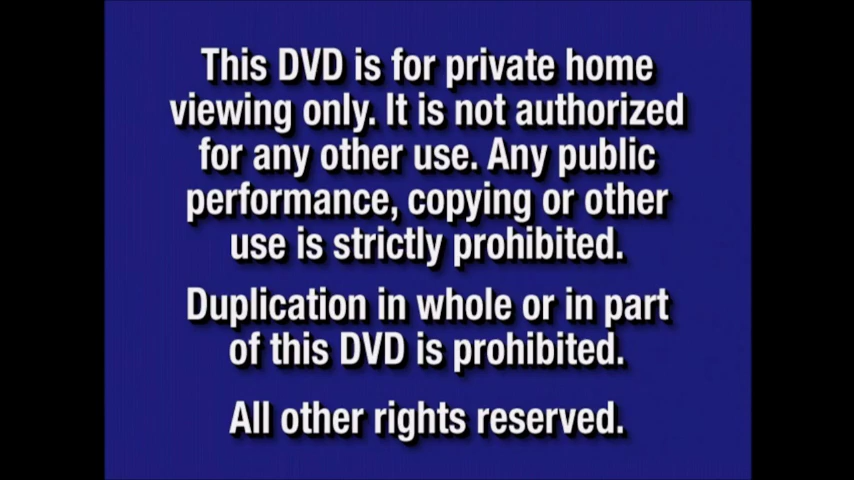 This DVD is for private home
viewing only. It is not authorized
for any other use. Any public
performance, copying or other
use is strictly prohibited.
Duplication in whole or in part
of this DVD is prohibited.
All other rights reserved.